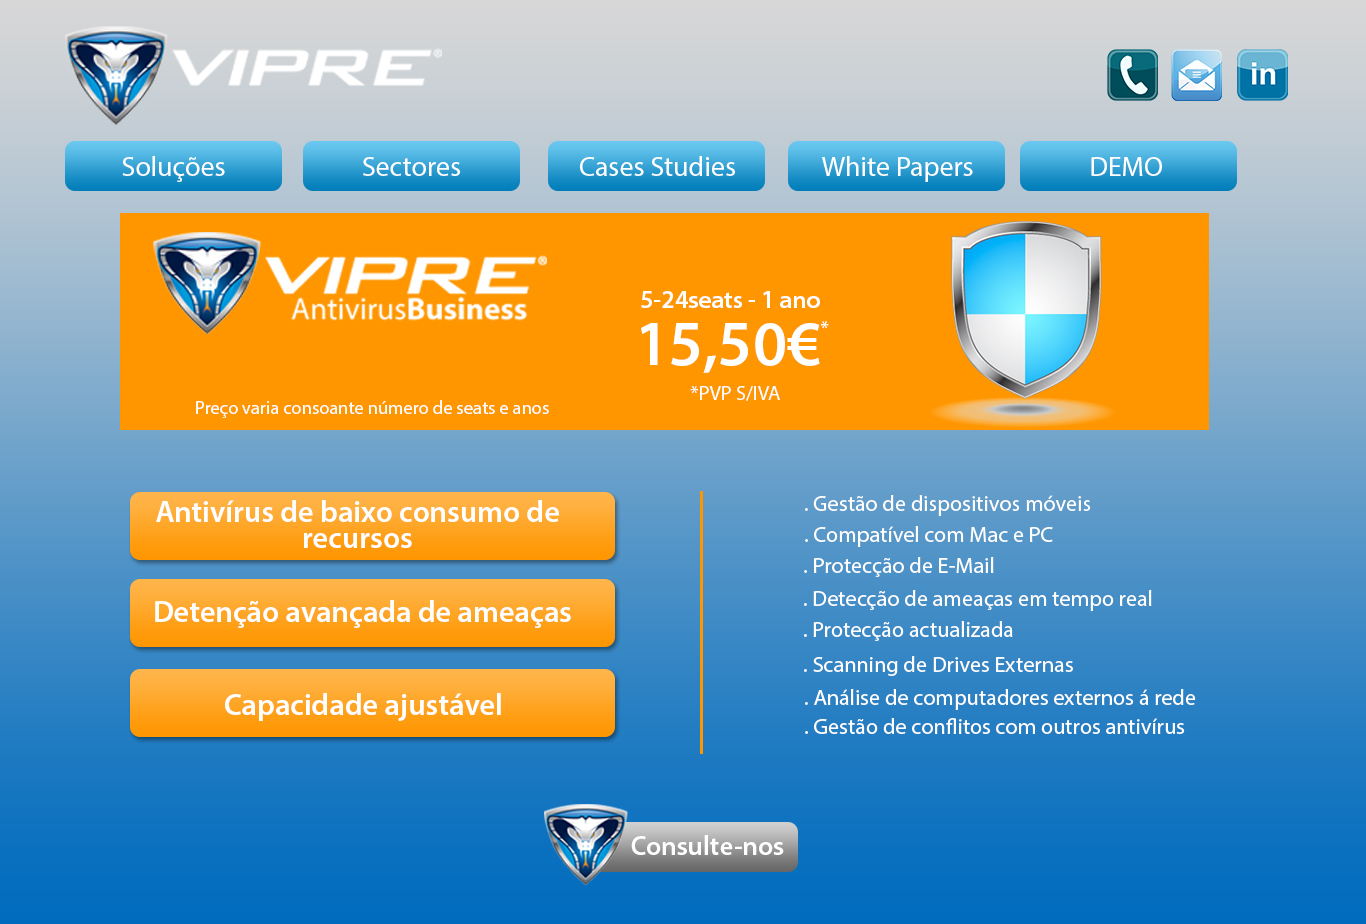 VIPRE®
in
Soluções
Sectores
Cases Studies
White Papers
DEMO
VIPRE®
AntivirusBusiness
Preço varia consoante número de seats e anos
5-24seats - 1 ano
15,50€*
*PVP S/IVA
Antivírus de baixo consumo de
recursos
Detenção avançada de ameaças
Capacidade ajustável
. Gestão de dispositivos móveis
. Compatível com Mac e PC
. Protecção de E-Mail
. Detecção de ameaças em tempo real
. Protecção actualizada
. Scanning de Drives Externas
. Análise de computadores externos á rede
. Gestão de conflitos com outros antivírus
Consulte-nos